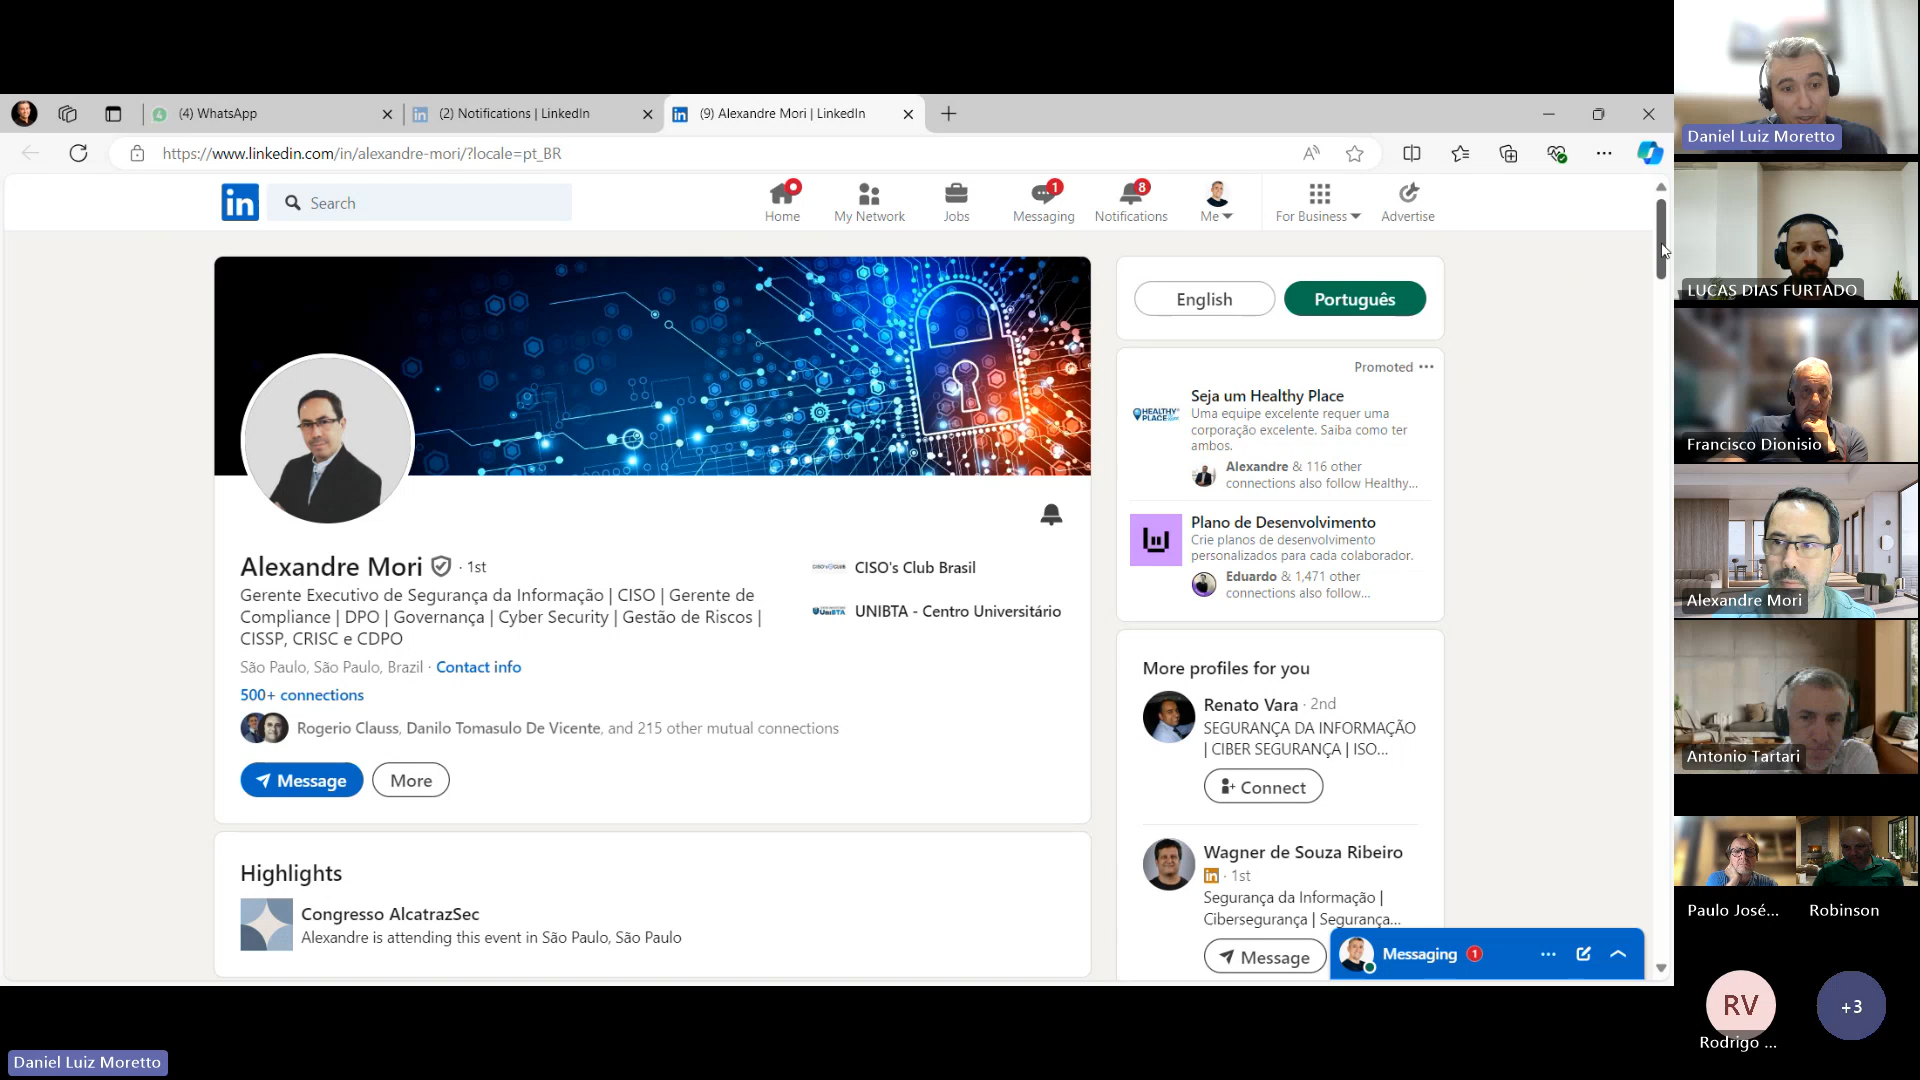 (4) WhatsApp
(2) Notifications | LinkedIn
(9) Alexandre Mori | LinkedIn
https://www.linkedin.com/in/alexandre-mori/?locale=pt_BR
Search
Home
My Network
Jobs
1
Messaging
8
Notifications
Me
For Business
Advertise
English
Português
Promoted
Seja um Healthy Place
Uma equipe excelente requer uma
corporação excelente. Saiba como ter
ambos.
Alexandre & 116 other
connections also follow Healthy...
Plano de Desenvolvimento
Crie planos de desenvolvimento
personalizados para cada colaborador.
Eduardo & 1,471 other
connections also follow...
Alexandre Mori · 1st
Gerente Executivo de Segurança da Informação | CISO | Gerente de
Compliance | DPO | Governança | Cyber Security | Gestão de Riscos |
CISSP, CRISC e CDPO
São Paulo, São Paulo, Brazil · Contact info
500+ connections
Rogerio Clauss, Danilo Tomasulo De Vicente, and 215 other mutual connections
Message
More
CISO's Club Brasil
UNIBTA - Centro Universitário
Highlights
Congresso AlcatrazSec
Alexandre is attending this event in São Paulo, São Paulo
More profiles for you
Renato Vara · 2nd
SEGURANÇA DA INFORMAÇÃO
| CIBER SEGURANÇA | ISO...
Connect
Wagner de Souza Ribeiro
in · 1st
Segurança da Informação |
Cibersegurança | Segurança...
Message
Messaging 1
Daniel Luiz Moretto
LUCAS DIAS FURTADO
Francisco Dionisio
Alexandre Mori
Antonio Tartari
Paulo José...
Robinson
RV
+3
Rodrigo ...
Daniel Luiz Moretto